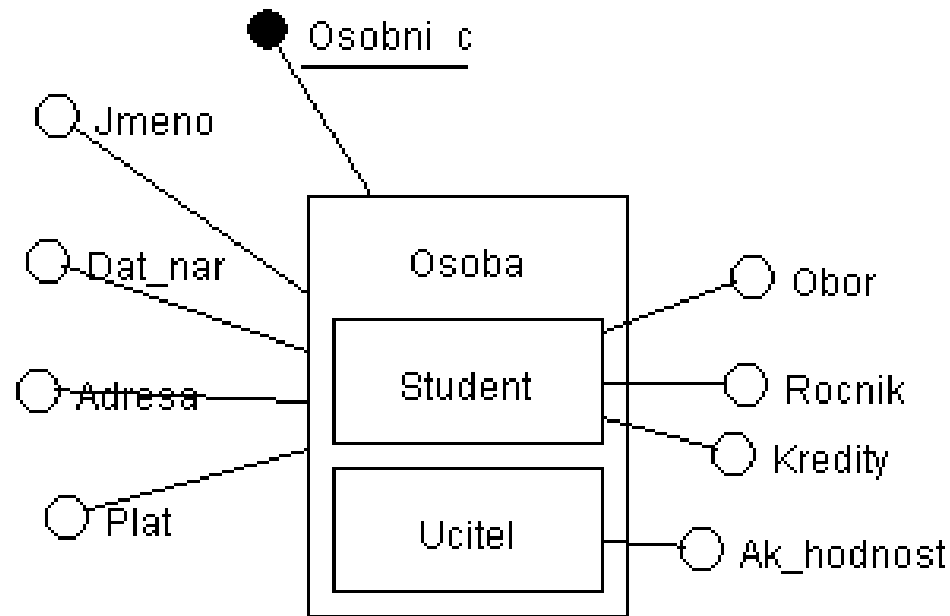 Osobni_c
Jmeno
Dat_nar
Adresa
Plat
Osoba
Student
Ucitel
Obor
Rocnik
Kredity
Ak_hodnost